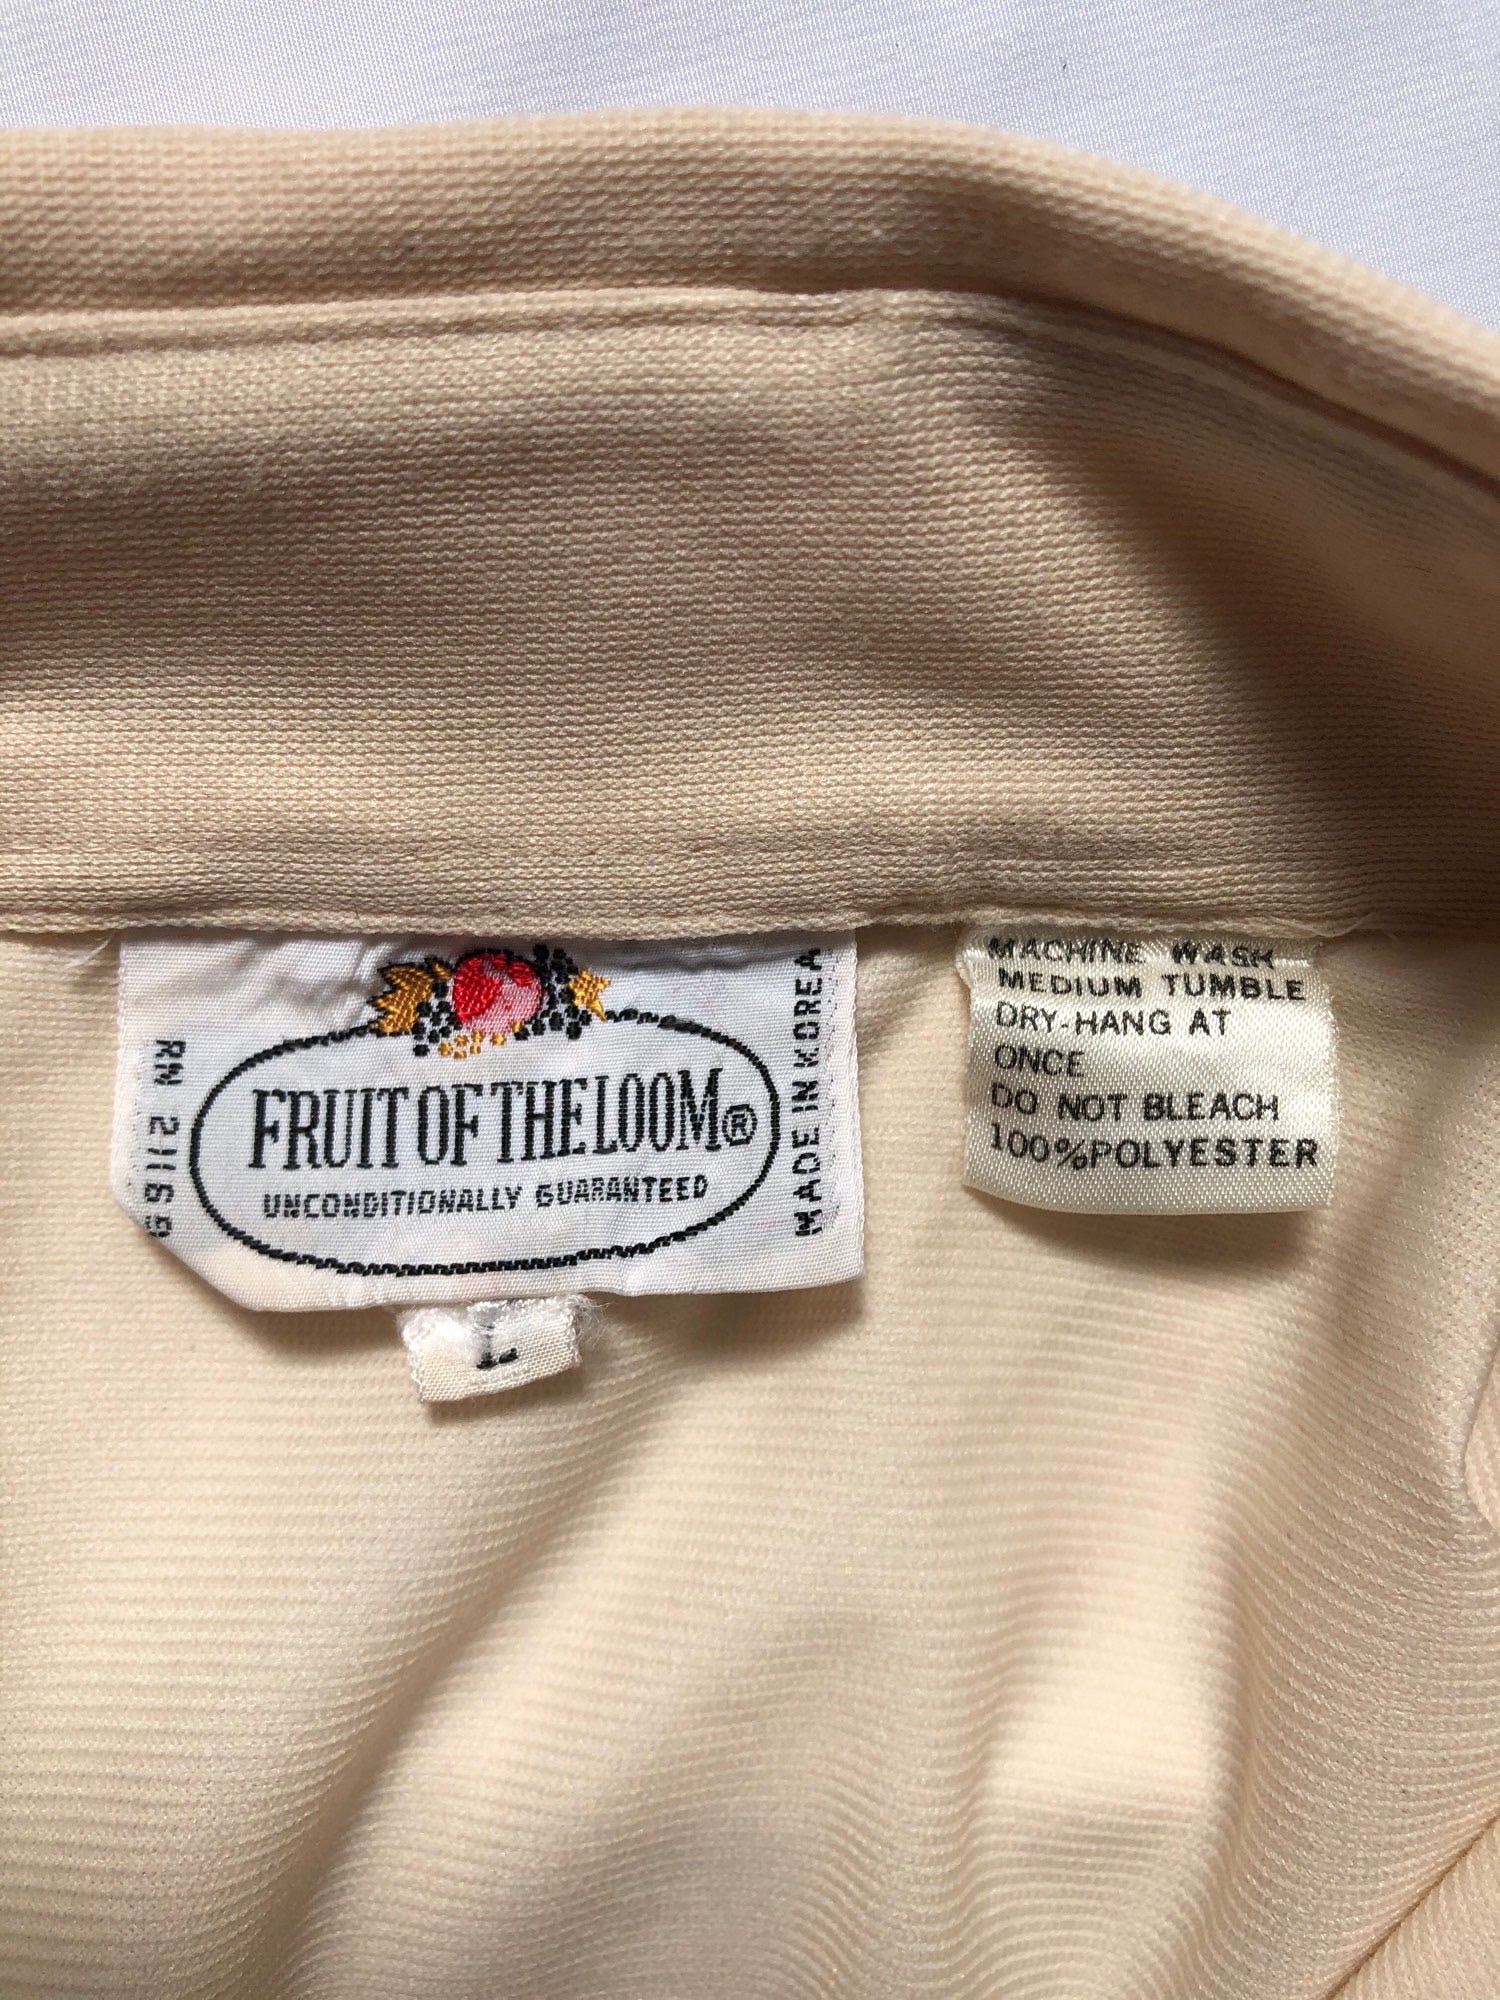 FRUIT OF THE LOOM®
UNCONDITIONALLY GUARANTEED
MADE IN KOREA
L
MACHINE WASH
MEDIUM TUMBLE
DRY-HANG AT
ONCE
DO NOT BLEACH
100%POLYESTER
RN